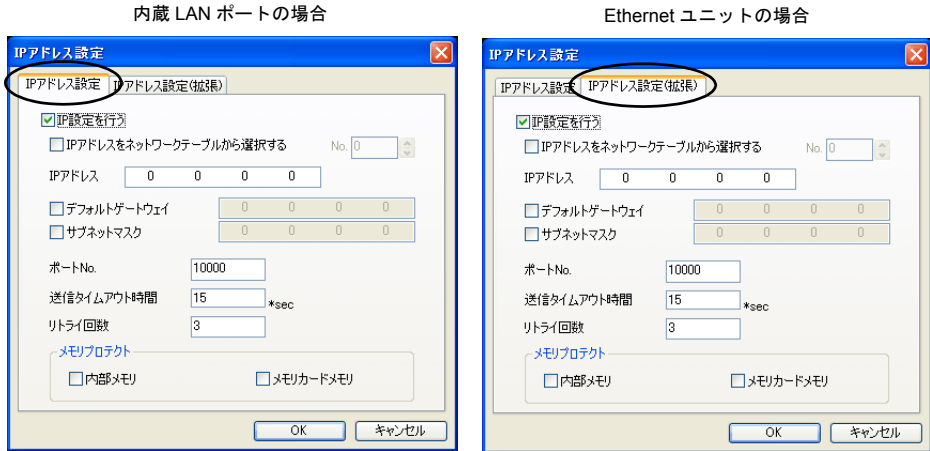 内蔵 LAN ポートの場合
IPアドレス設定
IPアドレス設定 IPアドレス設定(拡張)
IP設定を行う
IPアドレスをネットワークテーブルから選択する No. 0
IPアドレス 0 0 0 0
デフォルトゲートウェイ 0 0 0 0
サブネットマスク 0 0 0 0
ポートNo. 10000
送信タイムアウト時間 15 *sec
リトライ回数 3
メモリプロテクト
内部メモリ メモリカードメモリ
OK キャンセル
Ethernet ユニットの場合
IPアドレス設定
IPアドレス設定 IPアドレス設定(拡張)
IP設定を行う
IPアドレスをネットワークテーブルから選択する No. 0
IPアドレス 0 0 0 0
デフォルトゲートウェイ 0 0 0 0
サブネットマスク 0 0 0 0
ポートNo. 10000
送信タイムアウト時間 15 *sec
リトライ回数 3
メモリプロテクト
内部メモリ メモリカードメモリ
OK キャンセル